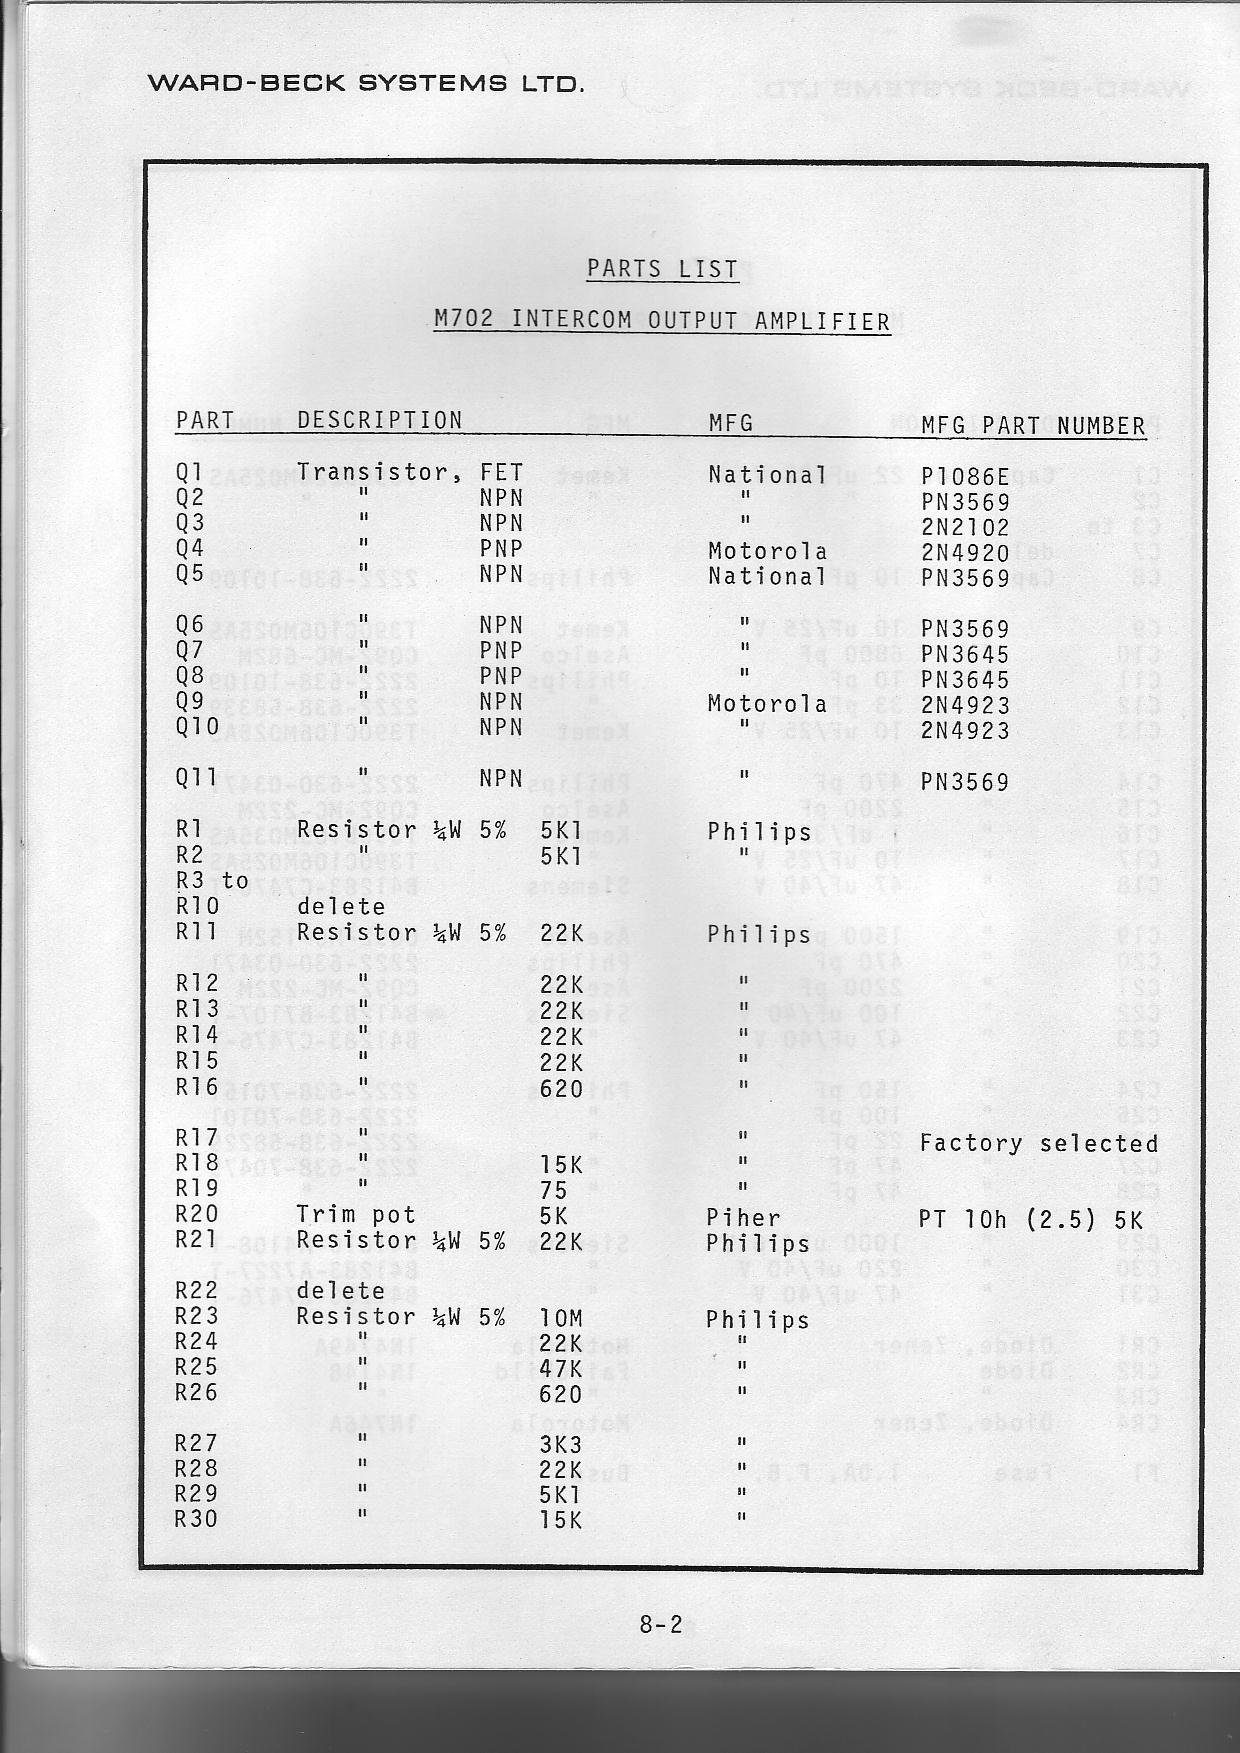 WARD-BECK SYSTEMS LTD.
PARTS LIST
M702 INTERCOM OUTPUT AMPLIFIER
PART DESCRIPTION MFG MFG PART NUMBER
Q1 Transistor, FET National P1086E
Q2 " NPN " PN3569
Q3 " NPN " 2N2102
Q4 " PNP Motorola 2N4920
Q5 " NPN National PN3569
Q6 " NPN " PN3569
Q7 " PNP " PN3645
Q8 " PNP " PN3645
Q9 " NPN Motorola 2N4923
Q10 " NPN " 2N4923
Q11 " NPN " PN3569
R1 Resistor ¼W 5% 5K1 Philips
R2 " 5K1 "
R3 to
R10 delete
R11 Resistor ¼W 5% 22K Philips
R12 " 22K "
R13 " 22K "
R14 " 22K "
R15 " 22K "
R16 " 620 "
R17 " " Factory selected
R18 " 15K "
R19 " 75 "
R20 Trim pot 5K Piher PT 10h (2.5) 5K
R21 Resistor ¼W 5% 22K Philips
R22 delete
R23 Resistor ¼W 5% 10M Philips
R24 " 22K "
R25 " 47K "
R26 " 620 "
R27 " 3K3 "
R28 " 22K "
R29 " 5K1 "
R30 " 15K "
8-2